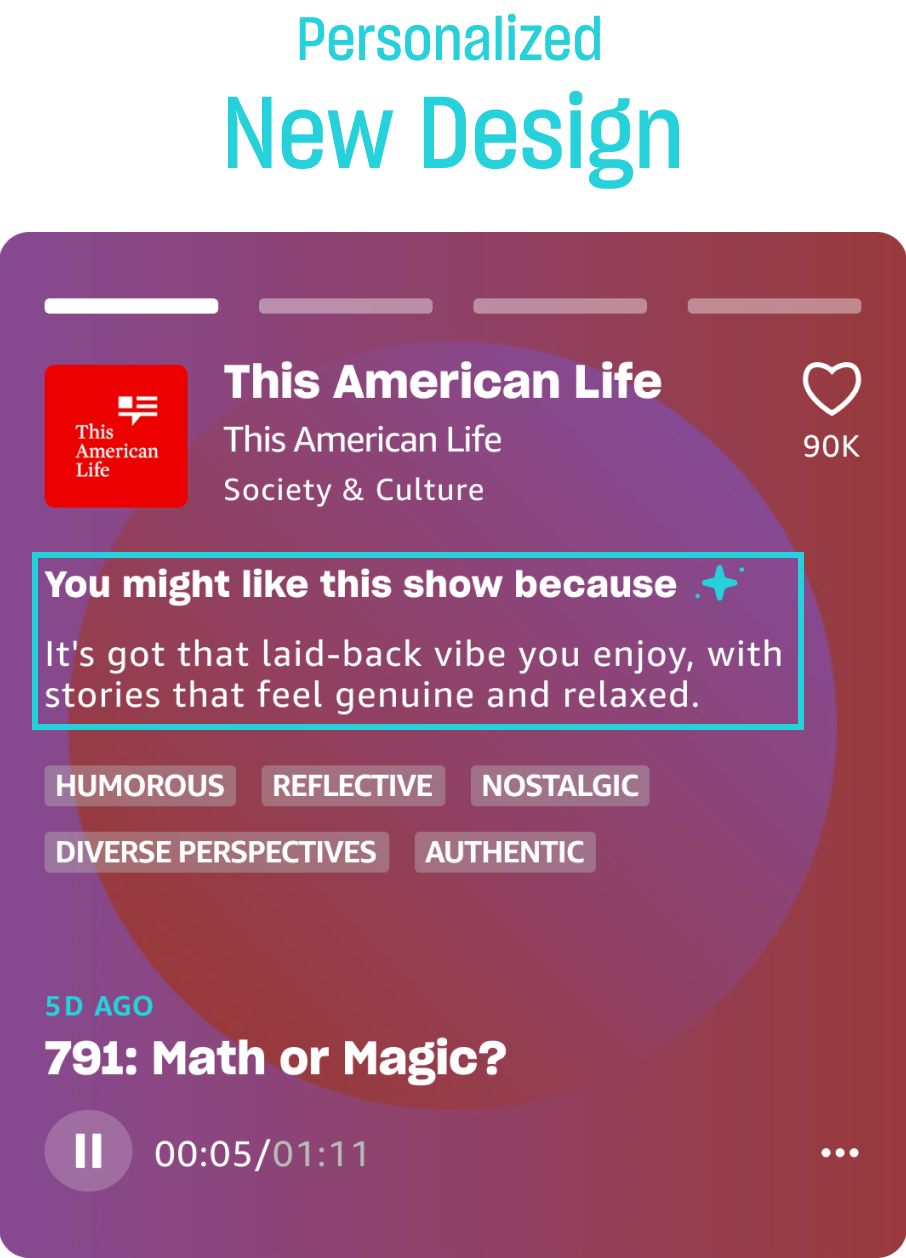 Personalized
New Design
This
American
Life
This American Life
This American Life
Society & Culture
90K
You might like this show because
It's got that laid-back vibe you enjoy, with
stories that feel genuine and relaxed.
HUMOROUS REFLECTIVE NOSTALGIC
DIVERSE PERSPECTIVES AUTHENTIC
5D AGO
791: Math or Magic?
00:05/01:11